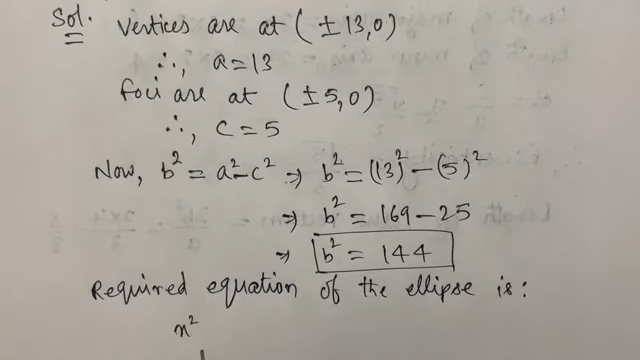 Sol. Vertices are at (±13,0)
∴, a=13
foci are at (±5,0)
∴, c=5
Now, b² = a²-c² ⇒ b² = (13)² - (5)²
⇒ b² = 169-25
⇒ b² = 144
Required equation of the ellipse is:
x²